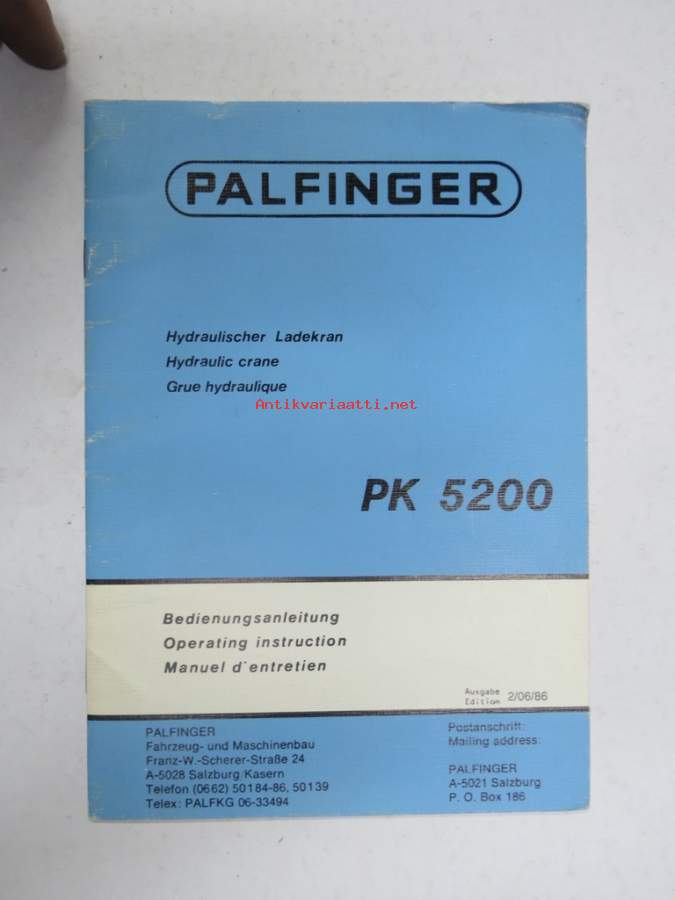 PALFINGER
Hydraulischer Ladekran
Hydraulic crane
Grue hydraulique
Antikvariaatti.net
PK 5200
Bedienungsanleitung
Operating instruction
Manuel d'entretien
Ausgabe
Edition 2/06/86
PALFINGER
Fahrzeug- und Maschinenbau
Franz-W.-Scherer-Straße 24
A-5028 Salzburg/Kasern
Telefon (0662) 50184-86, 50139
Telex: PALFKG 06-33494
Postanschrift:
Mailing address:
PALFINGER
A-5021 Salzburg
P. O. Box 186